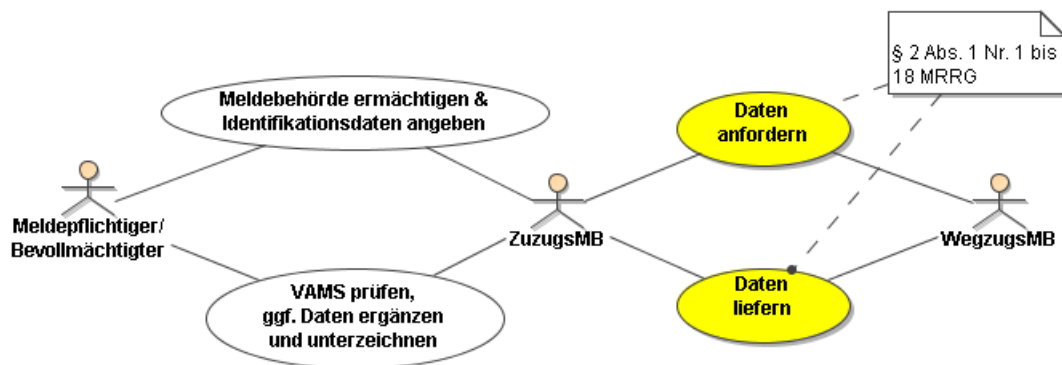 § 2 Abs. 1 Nr. 1 bis
18 MRRG
Meldebehörde ermächtigen &
Identifikationsdaten angeben
Daten
anfordern
Meldepflichtiger/
Bevollmächtigter
ZuzugsMB
WegzugsMB
VAMS prüfen,
ggf. Daten ergänzen
und unterzeichnen
Daten
liefern